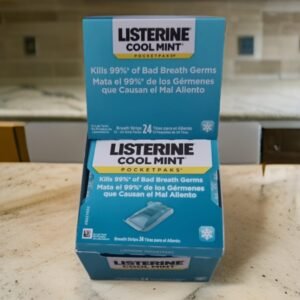 LISTERINE
COOL MINT®
POCKETPAKS®
Kills 99%* of Bad Breath Germs
Mata el 99%* de los Gérmenes
que Causan el Mal Aliento
Breath Strips 24 Tiras para el Aliento
LISTERINE
COOL MINT®
POCKETPAKS®
Kills 99%* of Bad Breath Germs
Mata el 99%* de los Gérmenes
que Causan el Mal Aliento
Breath Strips Tiras para el Aliento
LISTERINE
COOL MINT